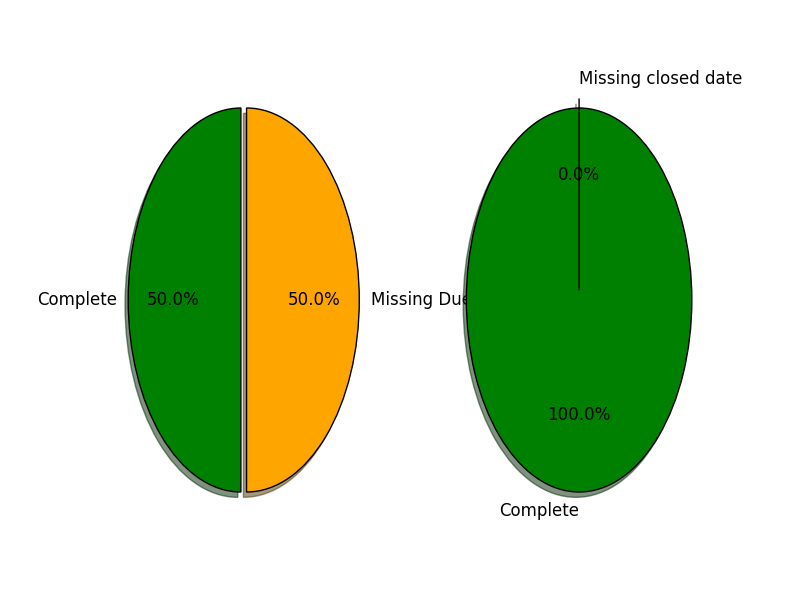 Complete
50.0%
50.0%
Missing Due
Missing closed date
0.0%
100.0%
Complete